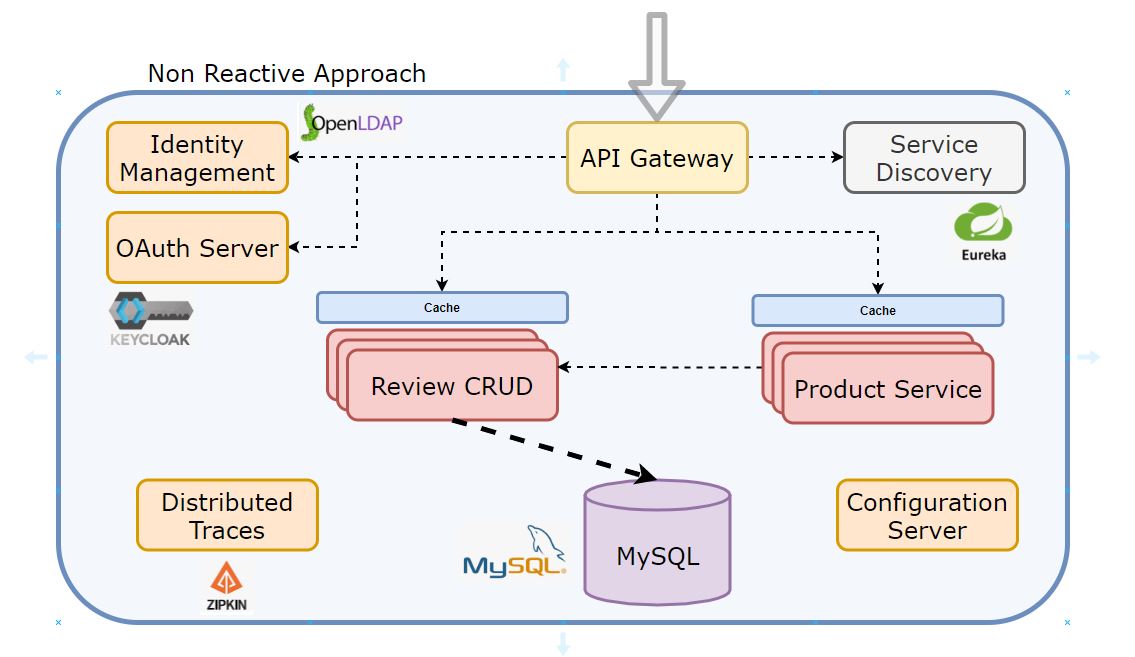 Non Reactive Approach
OpenLDAP
Identity
Management
API Gateway
Service
Discovery
OAuth Server
Eureka
KEYCLOAK
Cache
Cache
Review CRUD
Product Service
Distributed
Traces
Configuration
Server
MySQL
MySQL
ZIPKIN